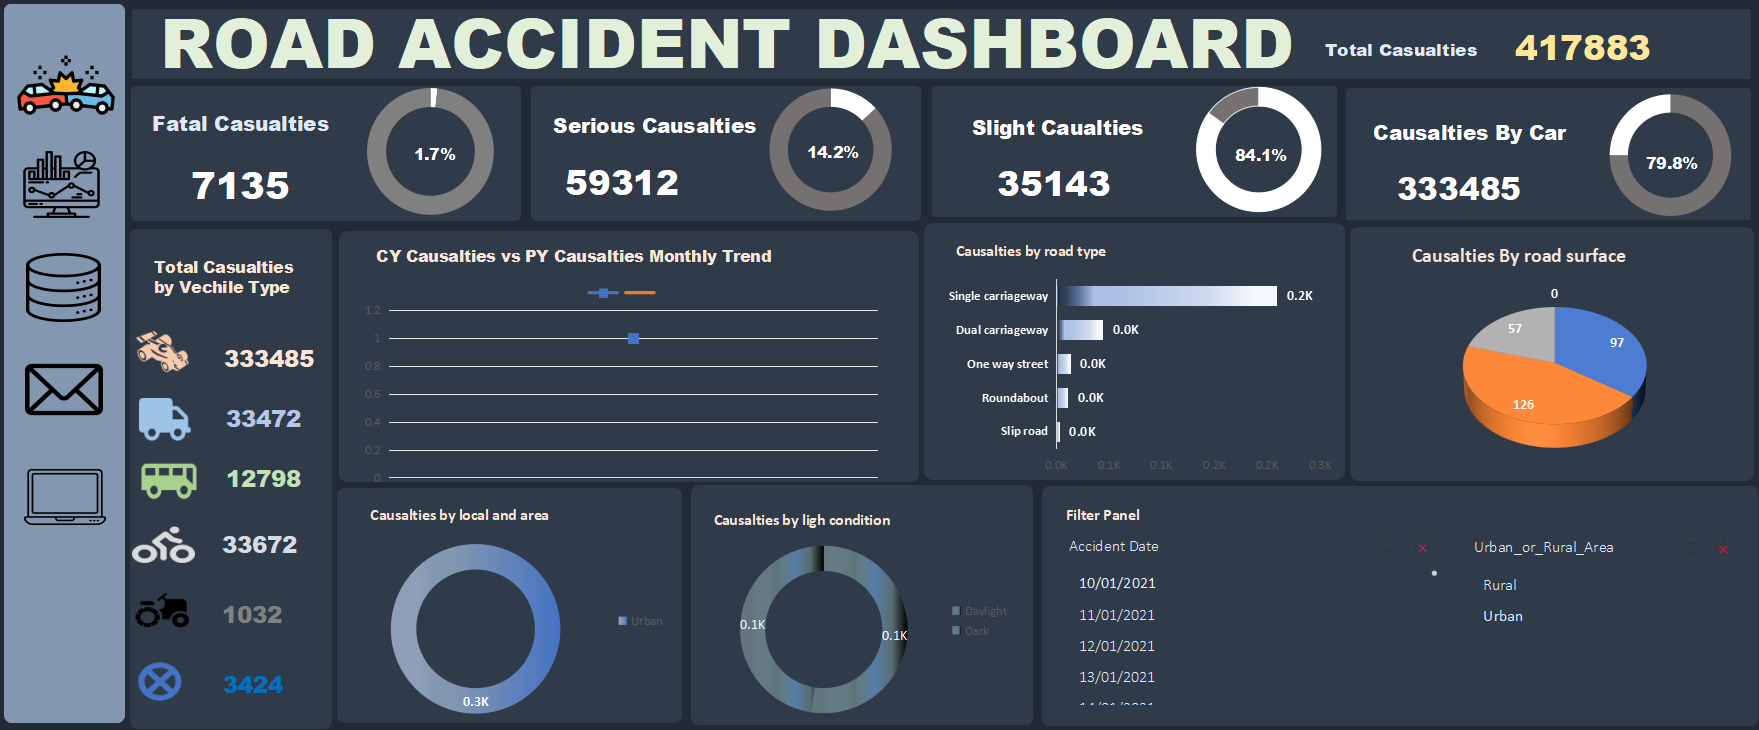 ROAD ACCIDENT DASHBOARD
Total Casualties
417883
Fatal Casualties
7135
1.7%
Serious Causalties
59312
14.2%
Slight Caualties
35143
84.1%
Causalties By Car
333485
79.8%
Total Casualties
by Vechile Type
333485
33472
12798
33672
1032
3424
CY Causalties vs PY Causalties Monthly Trend
1.2
1
0.8
0.6
0.4
0.2
0
Causalties by road type
Single carriageway
0.2K
Dual carriageway
0.0K
One way street
0.0K
Roundabout
0.0K
Slip road
0.0K
0.0K 0.1K 0.1K 0.2K 0.2K 0.3K
Causalties By road surface
0
57
97
126
Causalties by local and area
Urban
0.3K
Causalties by ligh condition
0.1K
0.1K
Daylight
Dark
Filter Panel
Accident Date
10/01/2021
11/01/2021
12/01/2021
13/01/2021
14/01/2021
Urban_or_Rural_Area
Rural
Urban